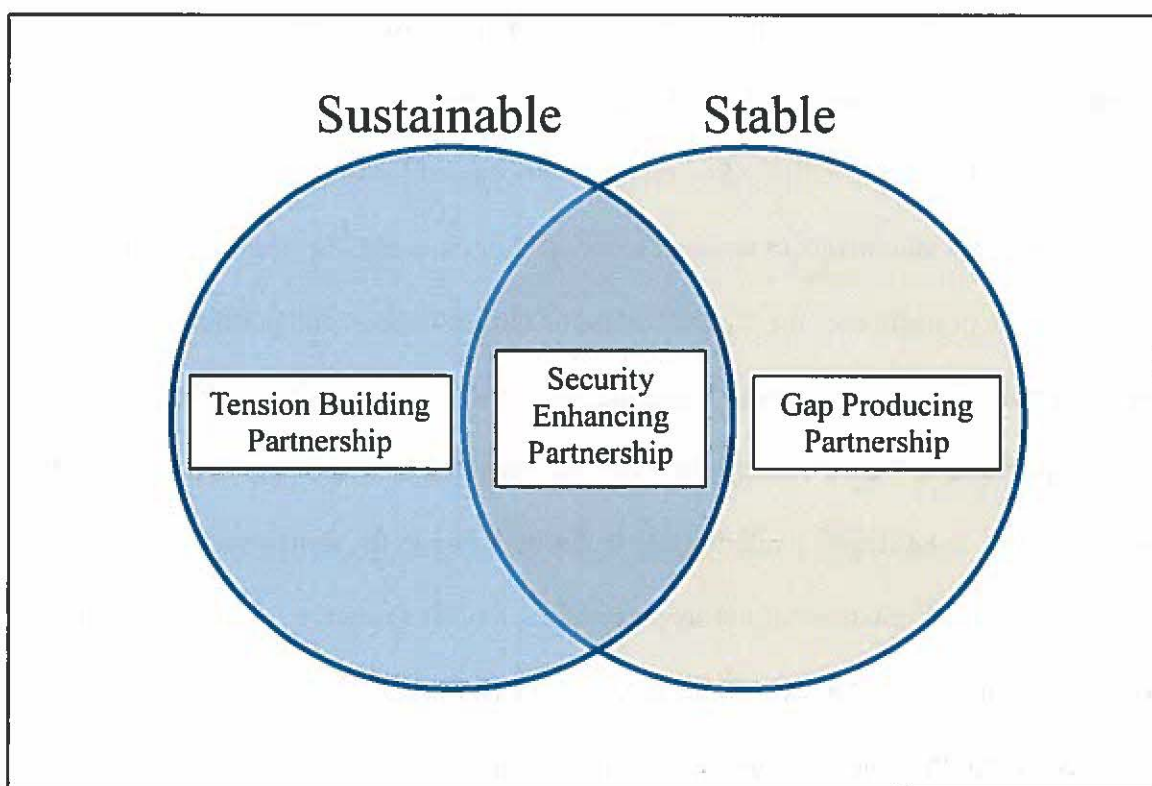 Sustainable
Stable
Tension Building
Partnership
Security
Enhancing
Partnership
Gap Producing
Partnership